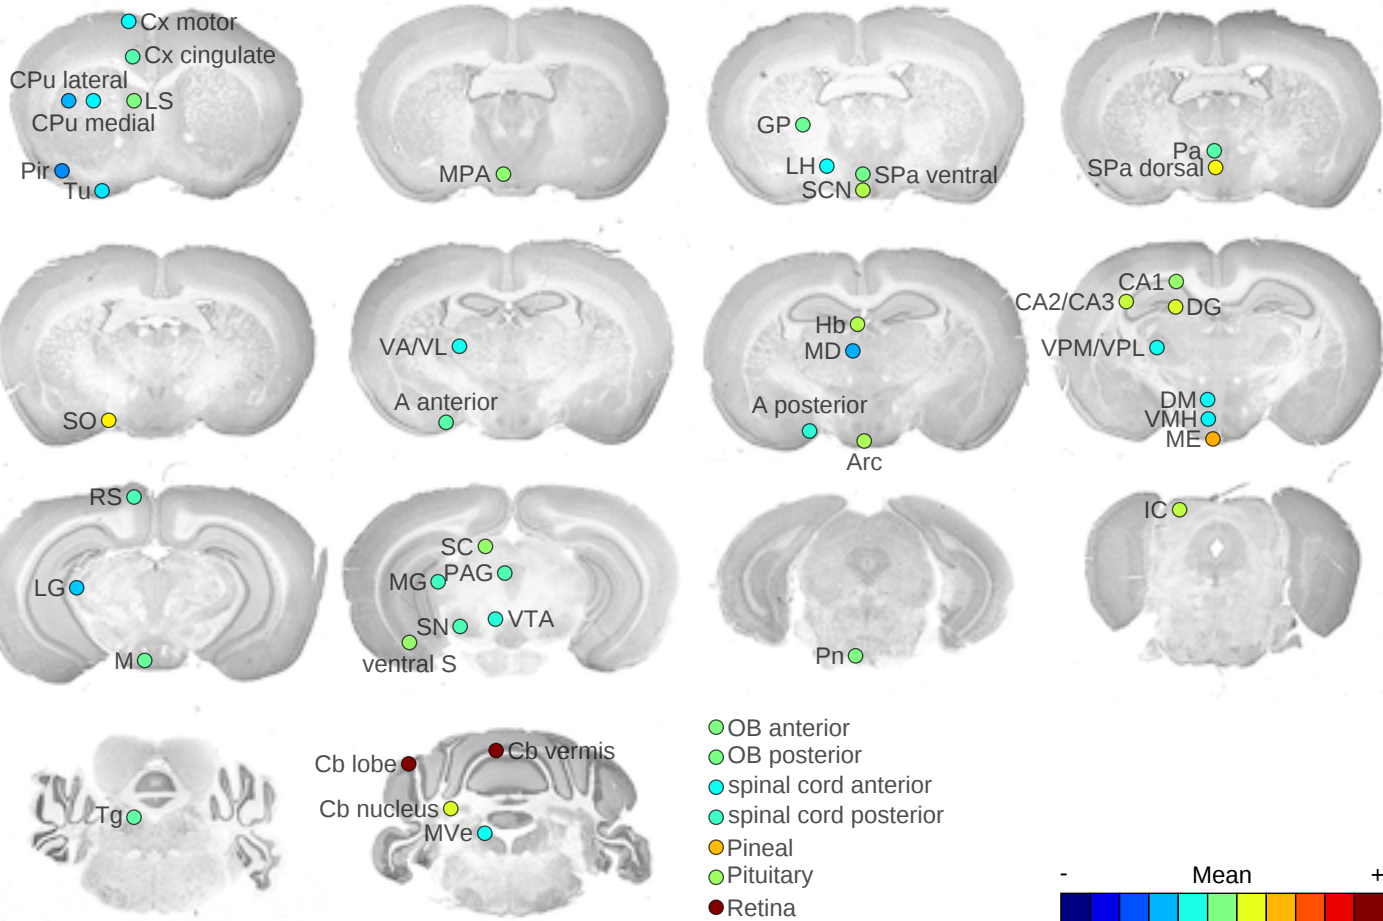 Cx motor
Cx cingulate
CPu lateral
LS
CPu medial
Pir
Tu
MPA
GP
LH
SPa ventral
SCN
Pa
SPa dorsal
SO
VA/VL
A anterior
Hb
MD
A posterior
Arc
CA1
CA2/CA3
DG
VPM/VPL
DM
VMH
ME
RS
LG
M
SC
PAG
MG
VTA
SN
ventral S
Pn
IC
Tg
Cb vermis
Cb lobe
Cb nucleus
MVe
OB anterior
OB posterior
spinal cord anterior
spinal cord posterior
Pineal
Pituitary
Retina
- Mean +